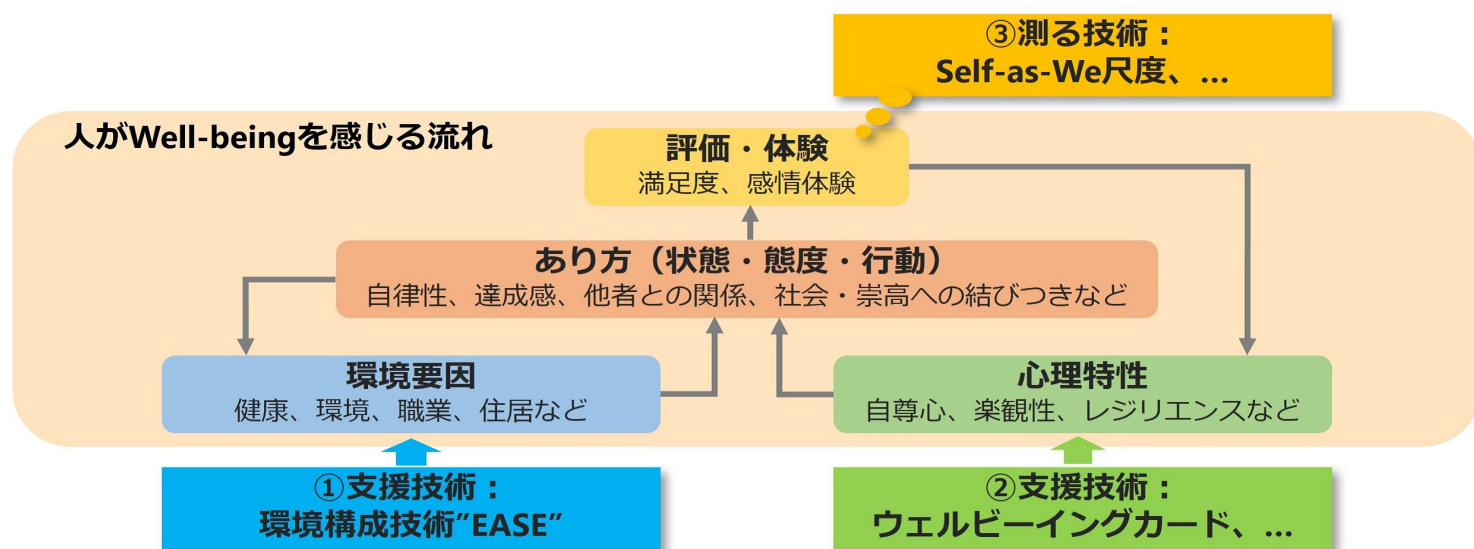 ③測る技術：
Self-as-We尺度、…
人がWell-beingを感じる流れ
評価・体験
満足度、感情体験
あり方（状態・態度・行動）
自律性、達成感、他者との関係、社会・崇高への結びつきなど
環境要因
健康、環境、職業、住居など
心理特性
自尊心、楽観性、レジリエンスなど
①支援技術：
環境構成技術”EASE”
②支援技術：
ウェルビーイングカード、…